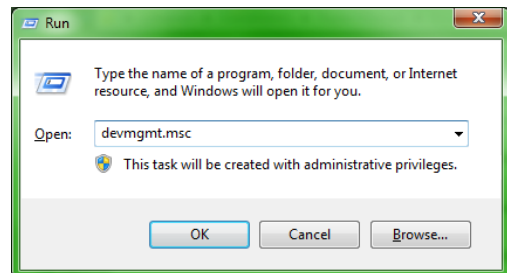 Run
Type the name of a program, folder, document, or Internet
resource, and Windows will open it for you.
Open: devmgmt.msc
This task will be created with administrative privileges.
OK Cancel Browse...